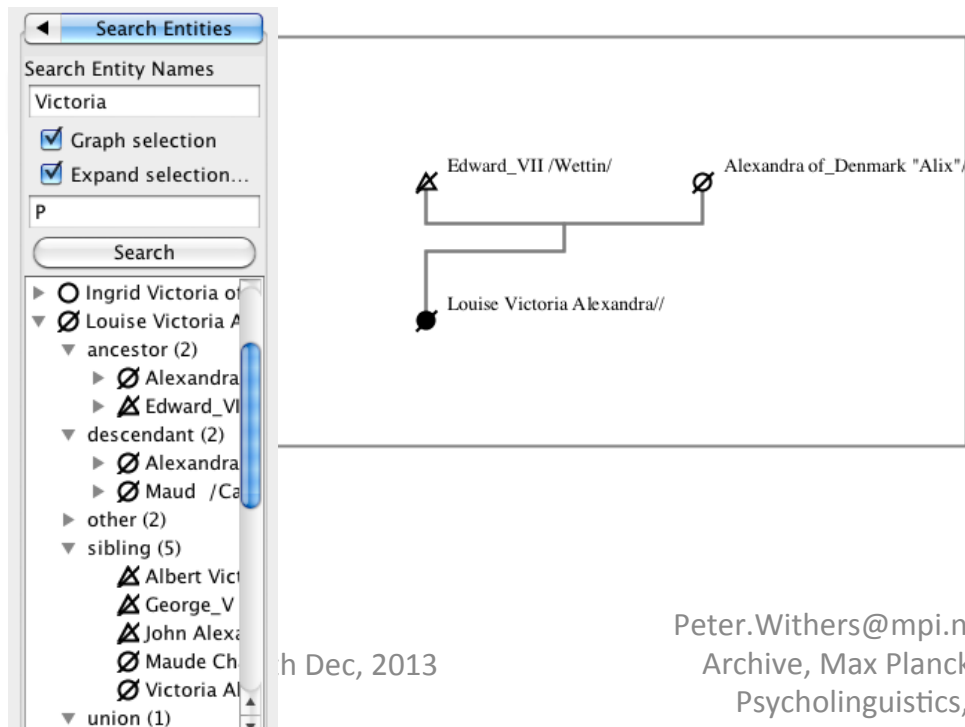 Search Entities
Search Entity Names
Victoria
Graph selection
Expand selection...
P
Search
Ingrid Victoria of
Louise Victoria A
ancestor (2)
Alexandra
Edward_VI
descendant (2)
Alexandra
Maud /Ca
other (2)
sibling (5)
Albert Vict
George_V
John Alexa
Maude Ch
Victoria Al
union (1)
Edward_VII /Wettin/
Alexandra of_Denmark "Alix"/
Louise Victoria Alexandra//
h Dec, 2013
Peter.Withers@mpi.n
Archive, Max Planck
Psycholinguistics,